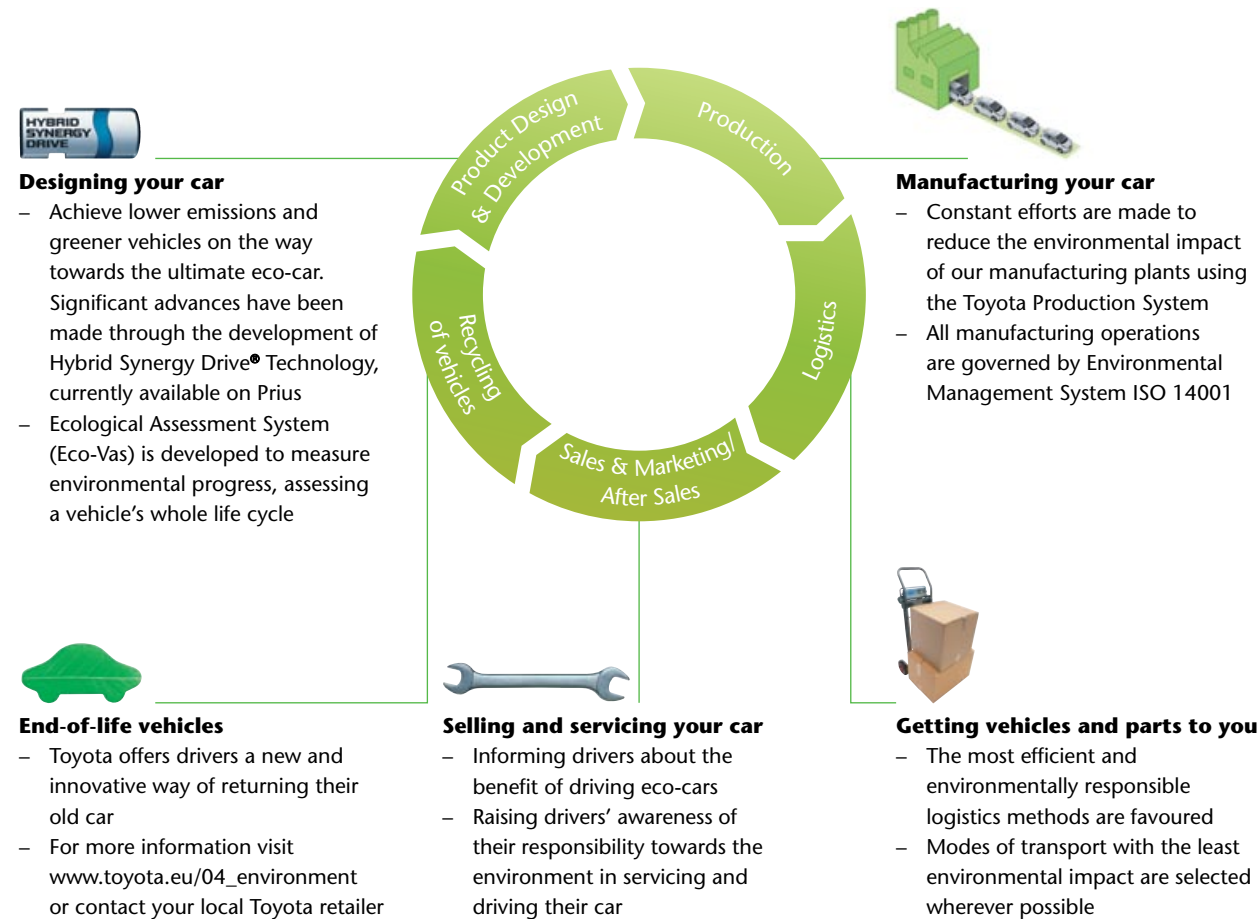 HYBRID
SYNERGY
DRIVE
Designing your car
– Achieve lower emissions and
greener vehicles on the way
towards the ultimate eco-car.
Significant advances have been
made through the development of
Hybrid Synergy Drive® Technology,
currently available on Prius
– Ecological Assessment System
(Eco-Vas) is developed to measure
environmental progress, assessing
a vehicle’s whole life cycle
Product Design
& Development
Production
Logistics
Sales & Marketing/
After Sales
Recycling
of vehicles
Manufacturing your car
– Constant efforts are made to
reduce the environmental impact
of our manufacturing plants using
the Toyota Production System
– All manufacturing operations
are governed by Environmental
Management System ISO 14001
End-of-life vehicles
– Toyota offers drivers a new and
innovative way of returning their
old car
– For more information visit
www.toyota.eu/04_environment
or contact your local Toyota retailer
Selling and servicing your car
– Informing drivers about the
benefit of driving eco-cars
– Raising drivers’ awareness of
their responsibility towards the
environment in servicing and
driving their car
Getting vehicles and parts to you
– The most efficient and
environmentally responsible
logistics methods are favoured
– Modes of transport with the least
environmental impact are selected
wherever possible